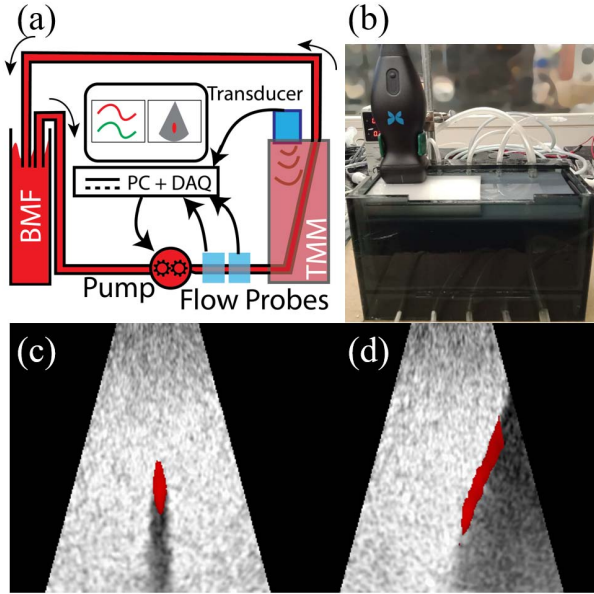 (a)
(b)
Transducer
PC + DAQ
BMF
TMM
Pump
Flow Probes
(c)
(d)